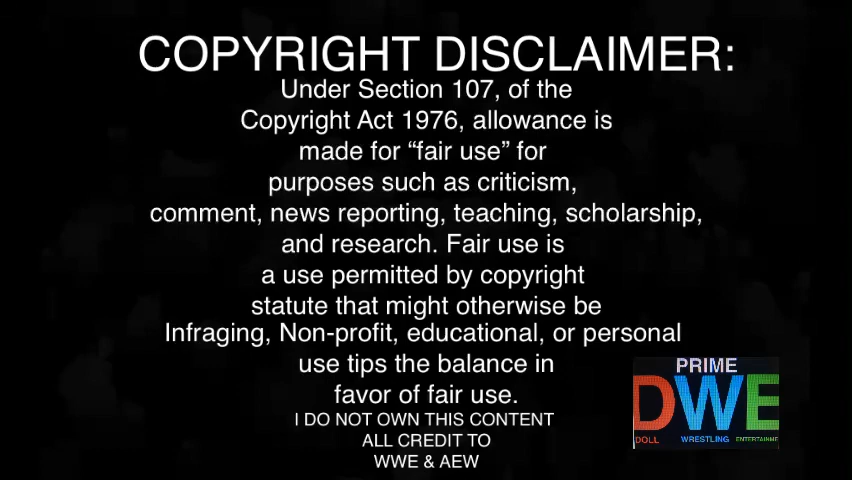 COPYRIGHT DISCLAIMER:
Under Section 107, of the
Copyright Act 1976, allowance is
made for “fair use” for
purposes such as criticism,
comment, news reporting, teaching, scholarship,
and research. Fair use is
a use permitted by copyright
statute that might otherwise be
Infraging, Non-profit, educational, or personal
use tips the balance in
favor of fair use.
I DO NOT OWN THIS CONTENT
ALL CREDIT TO
WWE & AEW
PRIME
DWE
DOLL WRESTLING ENTERTAINME